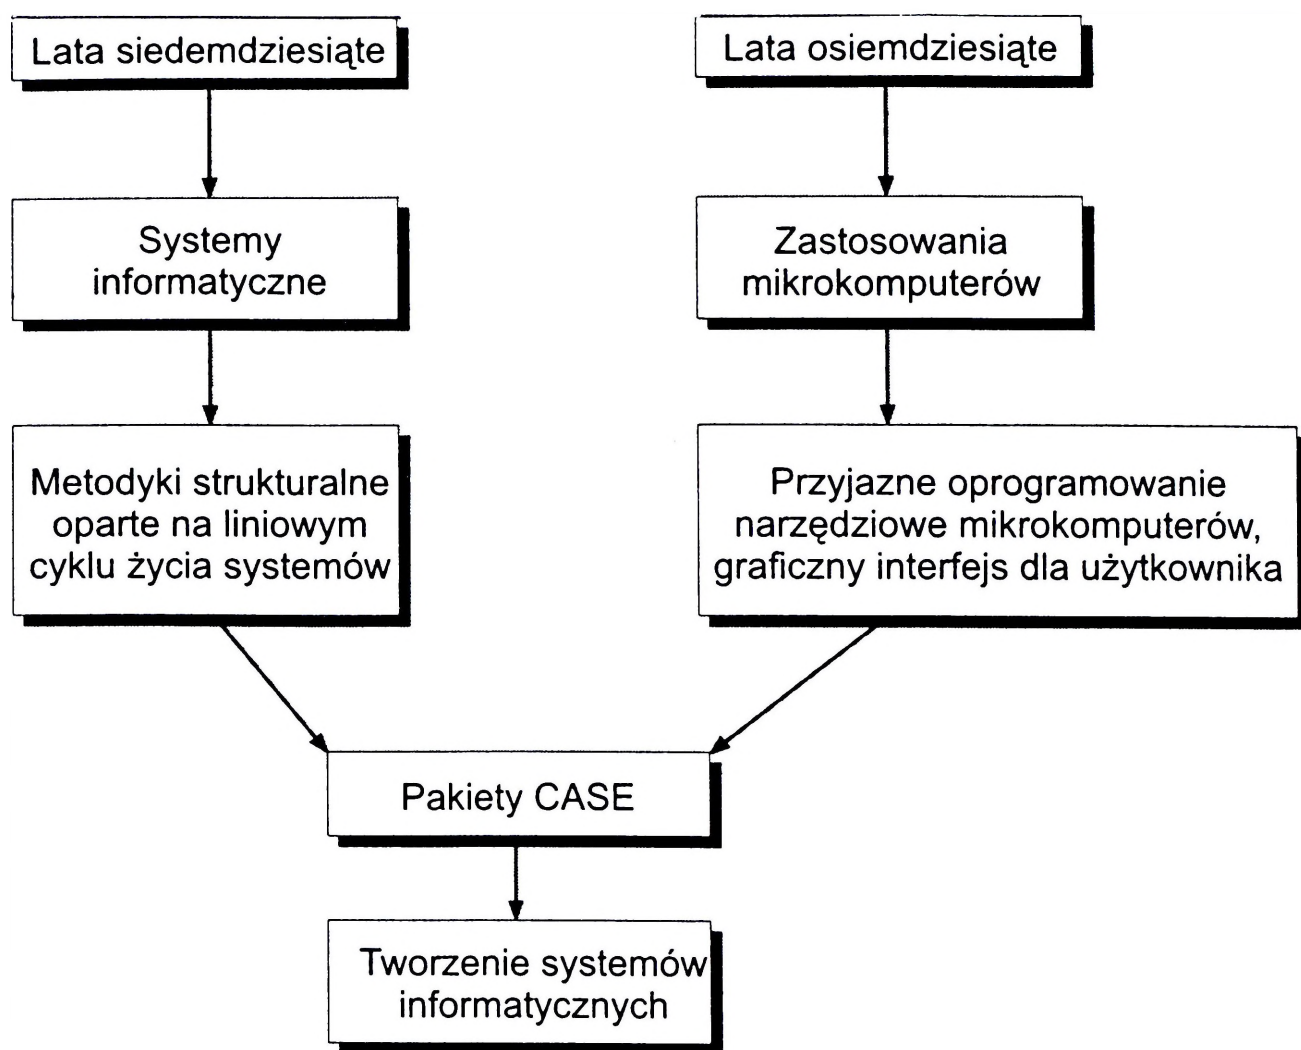 Lata siedemdziesiąte
Lata osiemdziesiąte
Systemy
informatyczne
Zastosowania
mikrokomputerów
Metodyki strukturalne
oparte na liniowym
cyklu życia systemów
Przyjazne oprogramowanie
narzędziowe mikrokomputerów,
graficzny interfejs dla użytkownika
Pakiety CASE
Tworzenie systemów
informatycznych